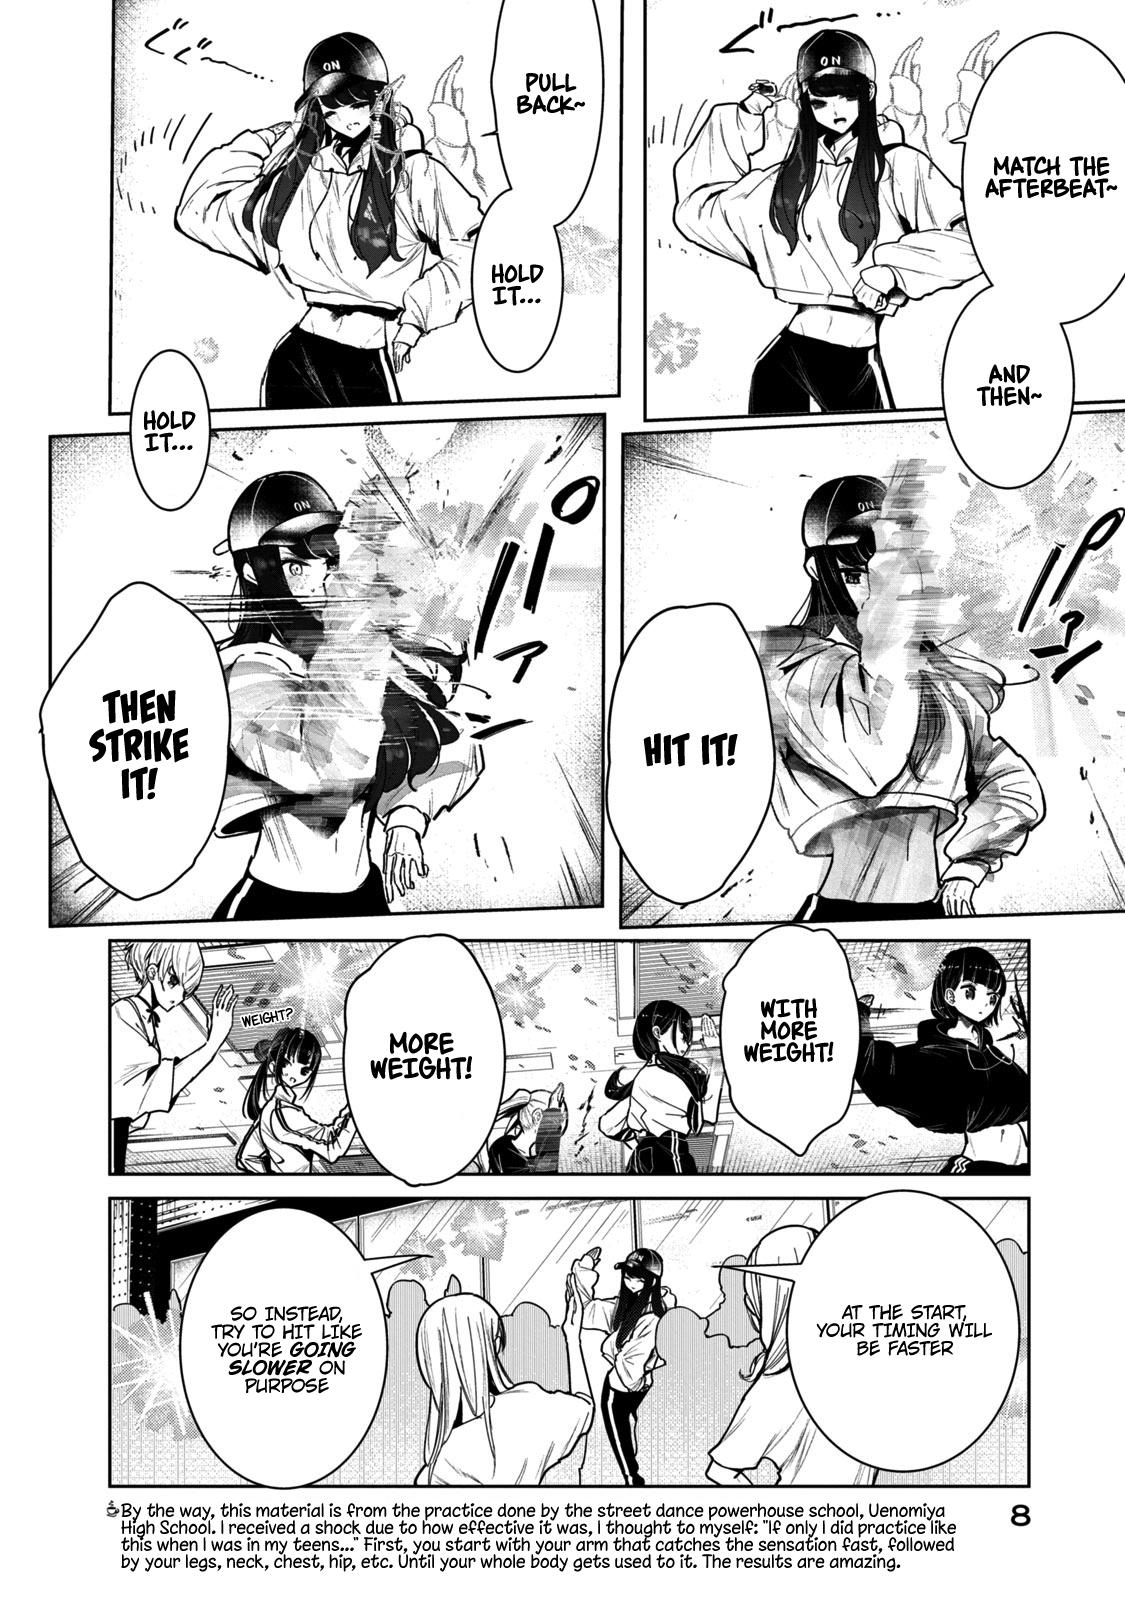 MATCH THE
AFTERBEAT~
AND
THEN~
ON
PULL
BACK~
HOLD
IT...
ON
HIT IT!
ON
パァン
HOLD
IT...
THEN
STRIKE
IT!
ON
パァン
WITH
MORE
WEIGHT!
MORE
WEIGHT!
WEIGHT?
AT THE START,
YOUR TIMING WILL
BE FASTER
SO INSTEAD,
TRY TO HIT LIKE
YOU'RE GOING
SLOWER ON
PURPOSE
By the way, this material is from the practice done by the street dance powerhouse school, Uenomiya
High School. I received a shock due to how effective it was, I thought to myself: "If only I did practice like
this when I was in my teens..." First, you start with your arm that catches the sensation fast, followed
by your legs, neck, chest, hip, etc. Until your whole body gets used to it. The results are amazing.
8